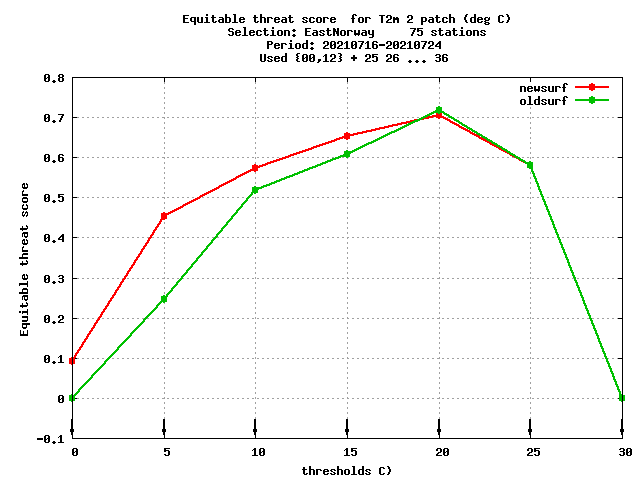 Equitable threat score  for T2m 2 patch (deg C)
Selection: EastNorway     75 stations
Period: 20210716-20210724
Used {00,12} + 25 26 ... 36
newsurf
oldsurf
Equitable threat score
0.8
0.7
0.6
0.5
0.4
0.3
0.2
0.1
0
-0.1
0 5 10 15 20 25 30
thresholds C)